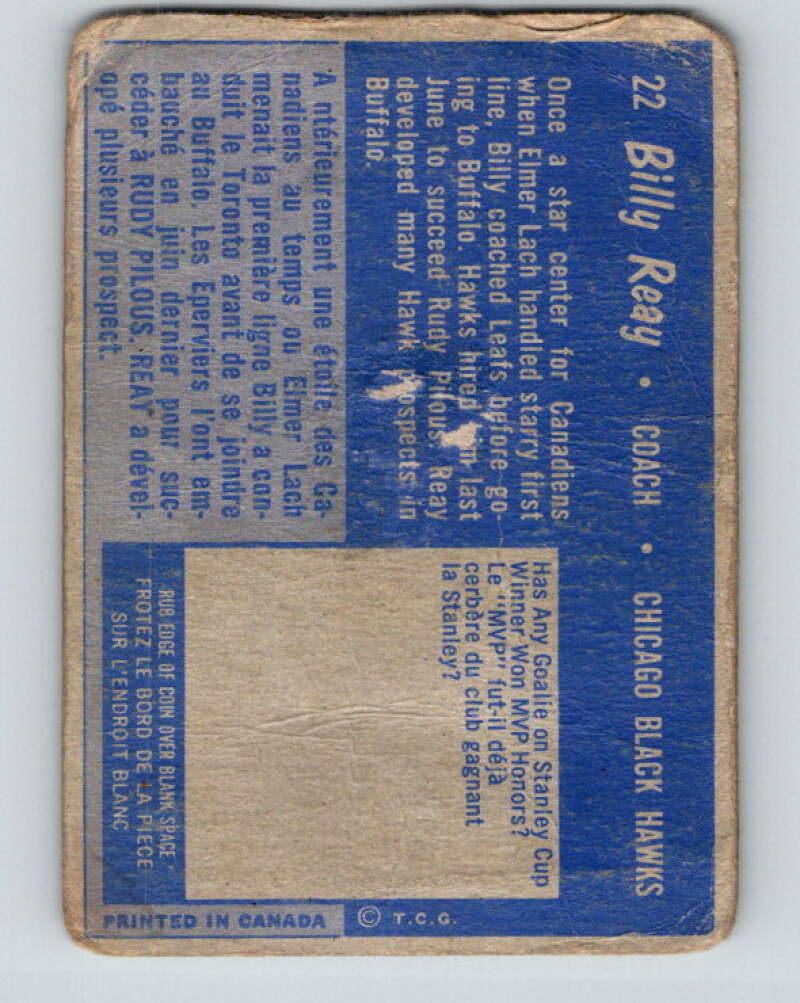 22 Billy Reay • COACH • CHICAGO BLACK HAWKS
Once a star center for Canadiens
when Elmer Lach handled starry first
line, Billy coached Leafs before go-
ing to Buffalo. Hawks hired him last
June to succeed Rudy Pilous. Reay
developed many Hawk prospects in
Buffalo.
A ntérieurement une étoile des Ca-
nadiens au temps ou Elmer Lach
menait la première ligne Billy a con-
duit le Toronto avant de se joindre
au Buffalo. Les Eperviers l'ont em-
bauché en juin dernier pour suc-
céder à RUDY PILOUS. REAY a dével-
opé plusieurs prospect.
Has Any Goalie on Stanley Cup
Winner Won MVP Honors?
Le "MVP" fut-il déjà
cerbère du club gagnant
la Stanley?
RUB EDGE OF COIN OVER BLANK SPACE
FROTEZ LE BORD DE LA PIECE
SUR L'ENDROIT BLANC
PRINTED IN CANADA © T.C.G.